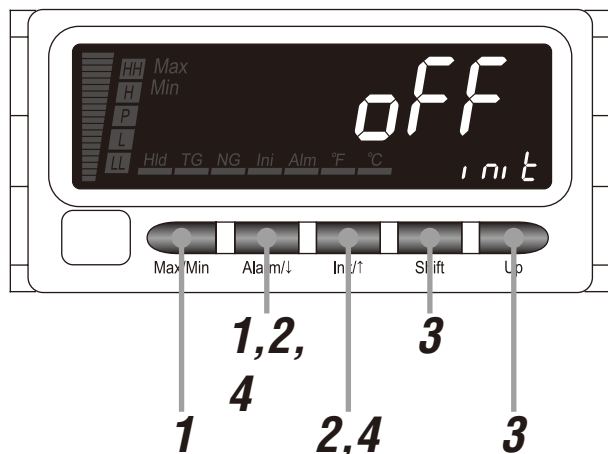 HH Max
H Min
P
L
LL Hld TG NG Ini Alm °F °C
oFF
init
Max/Min Alarm/↓ Init/↑ Shift Up
1,2,
4
3
1
2,4
3